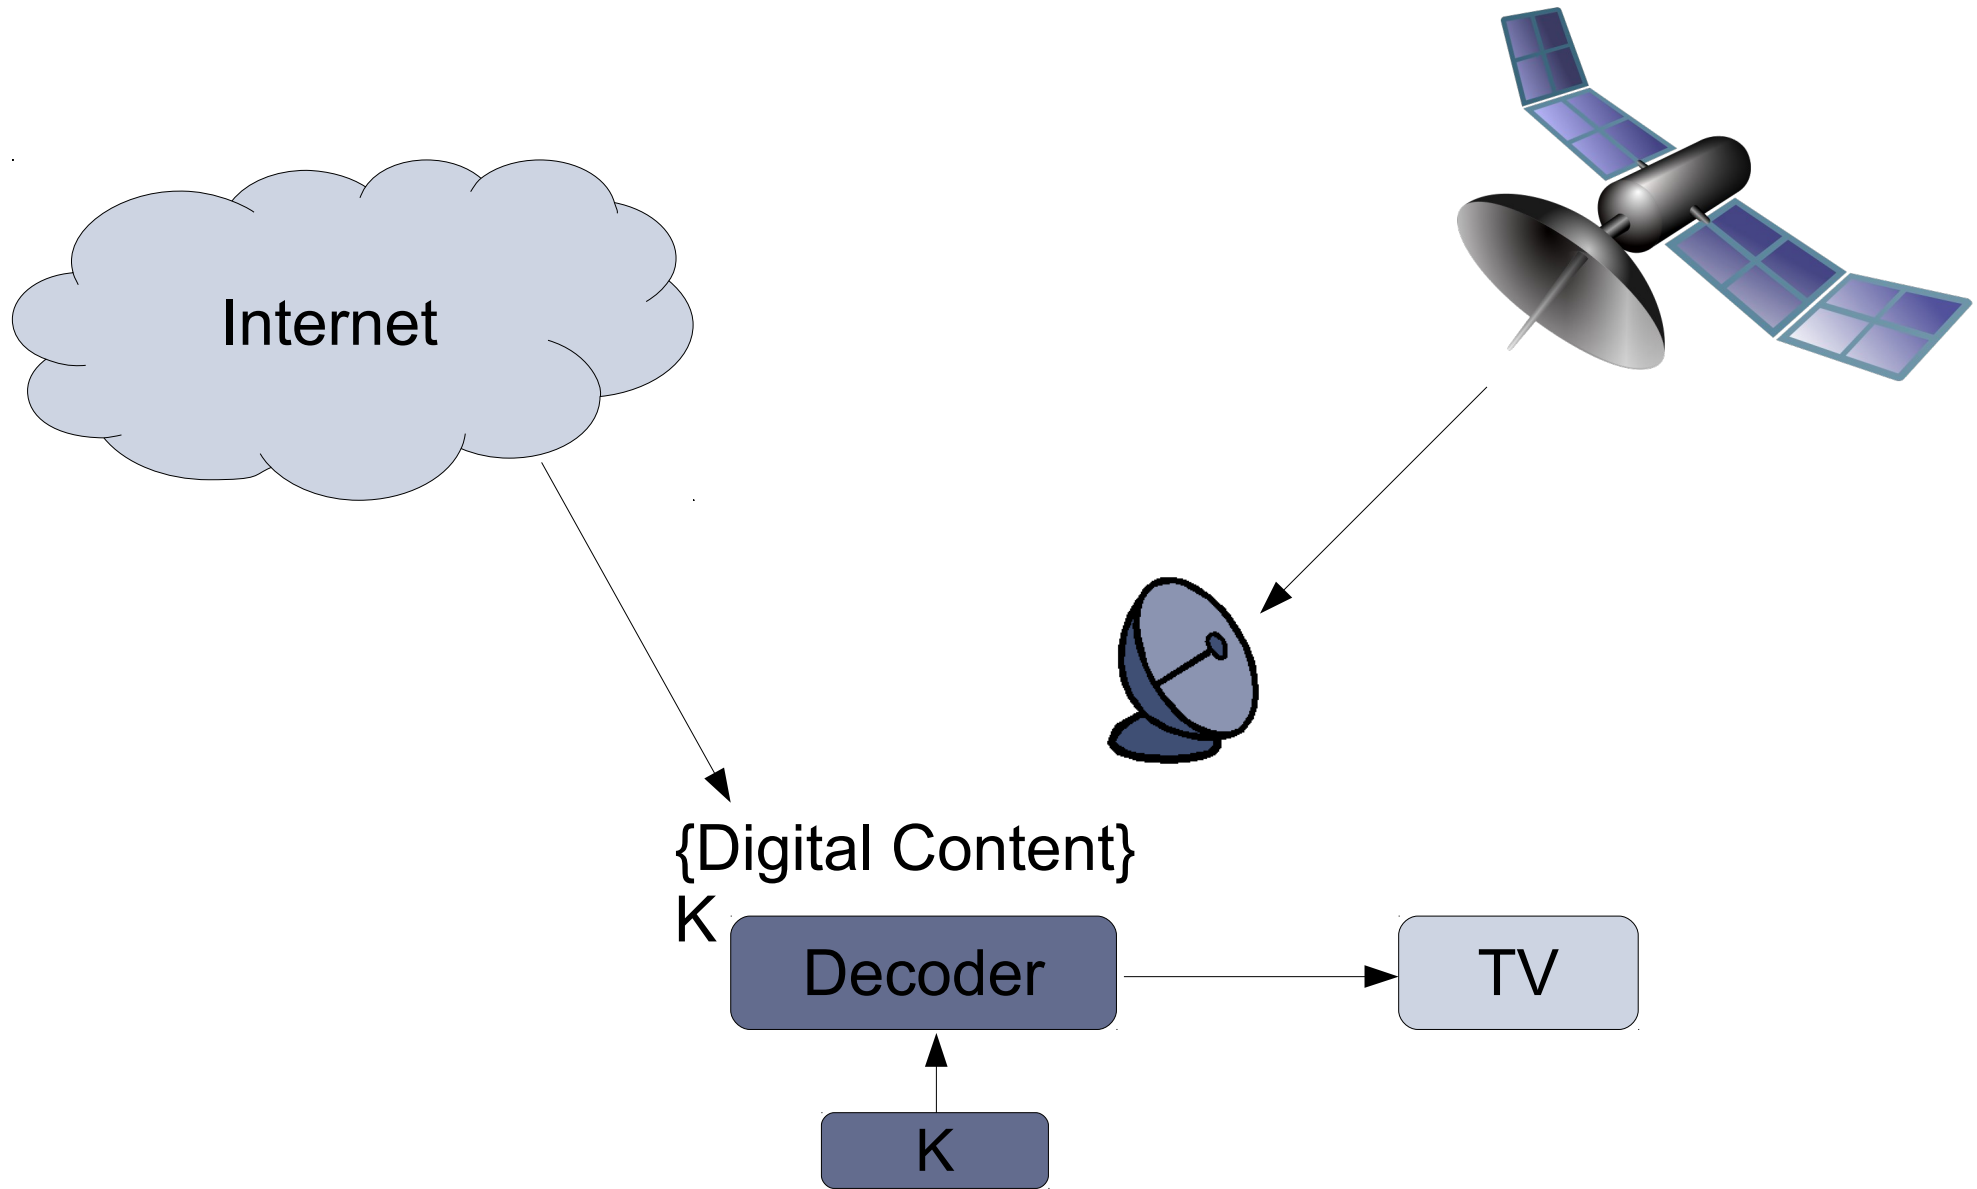 Internet
{Digital Content}
K
Decoder
TV
K